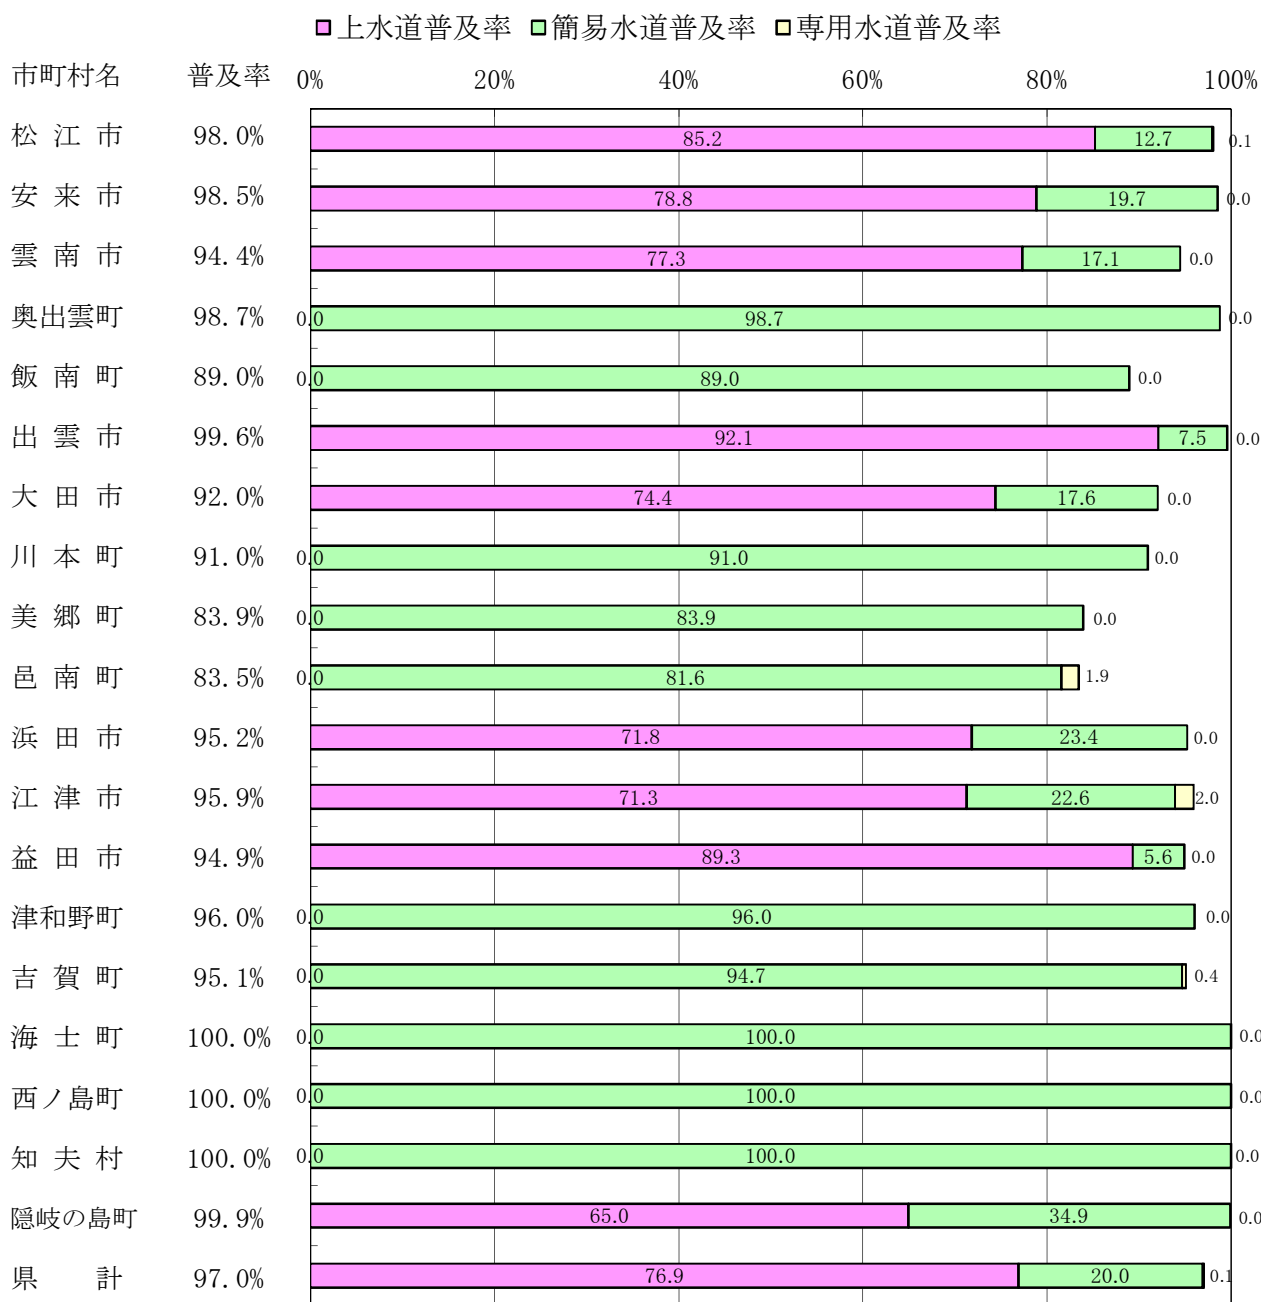 上水道普及率 簡易水道普及率 専用水道普及率
市町村名 普及率 0% 20% 40% 60% 80% 100%
松江市 98.0% 85.2 12.7 0.1
安来市 98.5% 78.8 19.7 0.0
雲南市 94.4% 77.3 17.1 0.0
奥出雲町 98.7% 0.0 98.7 0.0
飯南町 89.0% 0.0 89.0 0.0
出雲市 99.6% 92.1 7.5 0.0
大田市 92.0% 74.4 17.6 0.0
川本町 91.0% 0.0 91.0 0.0
美郷町 83.9% 0.0 83.9 0.0
邑南町 83.5% 0.0 81.6 1.9
浜田市 95.2% 71.8 23.4 0.0
江津市 95.9% 71.3 22.6 2.0
益田市 94.9% 89.3 5.6 0.0
津和野町 96.0% 0.0 96.0 0.0
吉賀町 95.1% 0.0 94.7 0.4
海士町 100.0% 0.0 100.0 0.0
西ノ島町 100.0% 0.0 100.0 0.0
知夫村 100.0% 0.0 100.0 0.0
隠岐の島町 99.9% 65.0 34.9 0.0
県計 97.0% 76.9 20.0 0.1